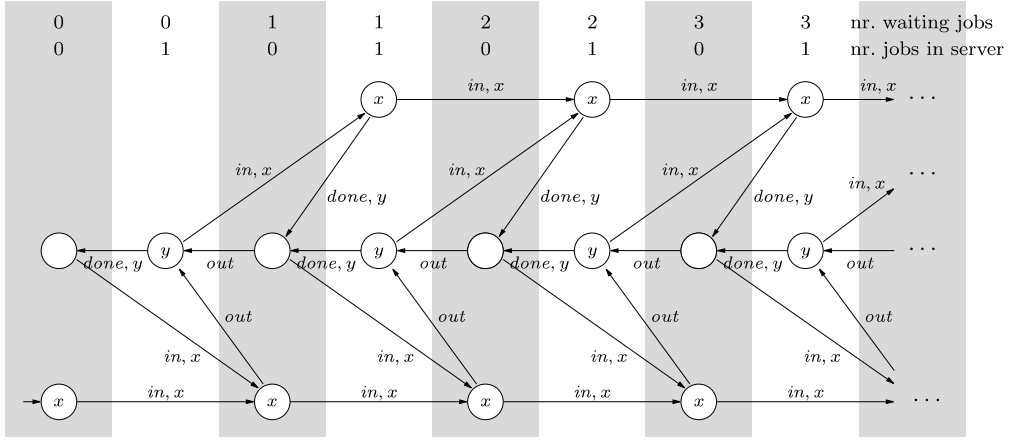 0 0 1 1 2 2 3 3 nr. waiting jobs
0 1 0 1 0 1 0 1 nr. jobs in server
x in, x x in, x x in, x ...
in, x in, x in, x in, x ...
done, y done, y done, y
y y y y ...
done, y out done, y out done, y out done, y out
out out out out
in, x in, x in, x in, x
x in, x x in, x x in, x x in, x ...